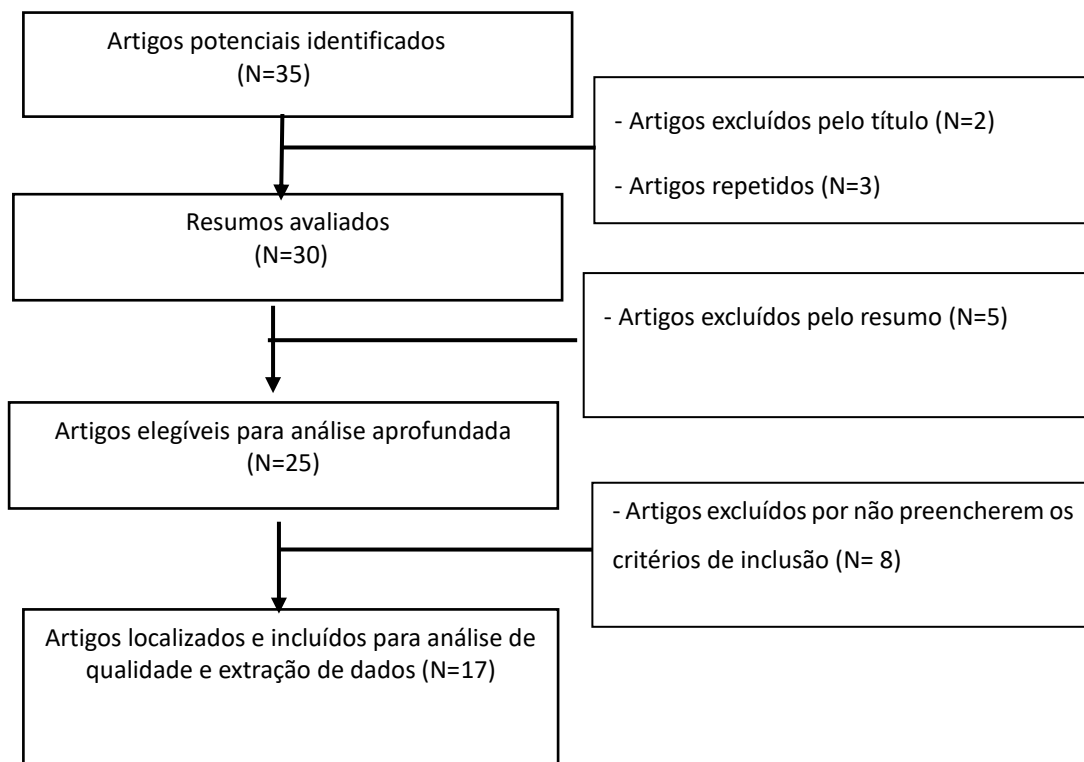 Artigos potenciais identificados
(N=35)
- Artigos excluídos pelo título (N=2)
- Artigos repetidos (N=3)
Resumos avaliados
(N=30)
- Artigos excluídos pelo resumo (N=5)
Artigos elegíveis para análise aprofundada
(N=25)
- Artigos excluídos por não preencherem os
critérios de inclusão (N= 8)
Artigos localizados e incluídos para análise de
qualidade e extração de dados (N=17)